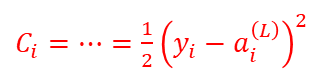 C_i = ⋯ = 1/2 (y_i − a_i^{(L)})^2